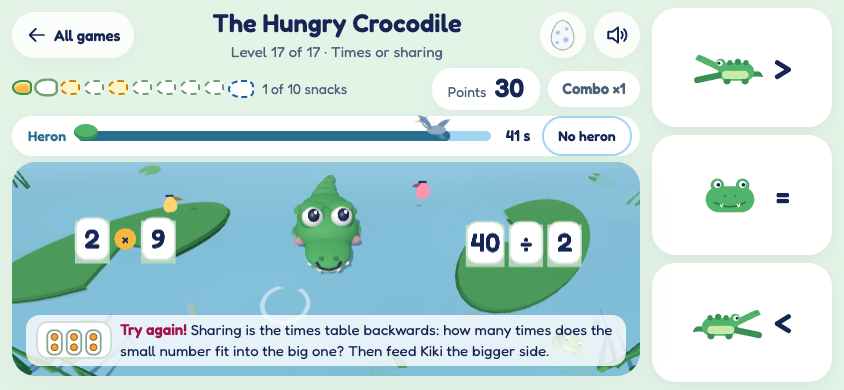 All games
The Hungry Crocodile
Level 17 of 17 · Times or sharing
1 of 10 snacks
Points 30
Combo x1
Heron
41 s
No heron
2 × 9
40 ÷ 2
Try again! Sharing is the times table backwards: how many times does the
small number fit into the big one? Then feed Kiki the bigger side.
>
=
<